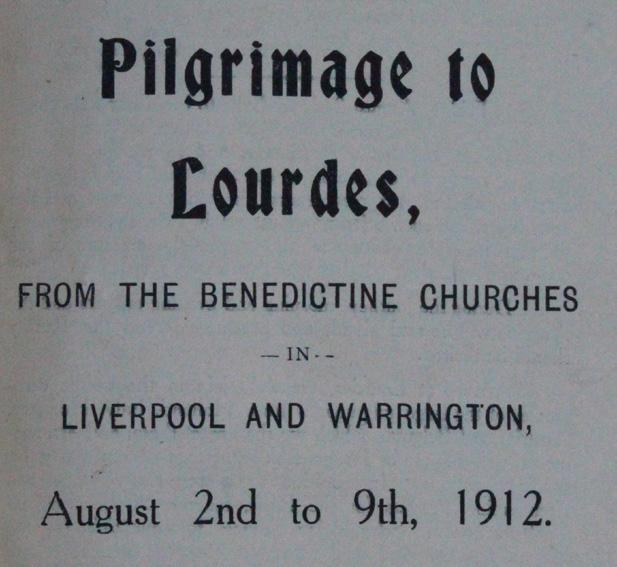 Pilgrimage to
Lourdes,
FROM THE BENEDICTINE CHURCHES
— IN --
LIVERPOOL AND WARRINGTON,
August 2nd to 9th, 1912.